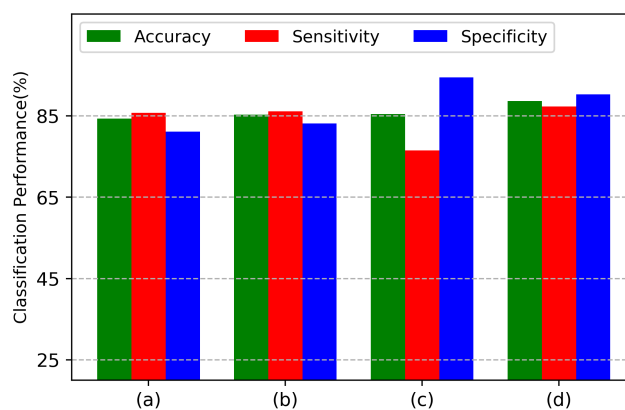 Accuracy Sensitivity Specificity
Classification Performance(%)
85
65
45
25
(a) (b) (c) (d)